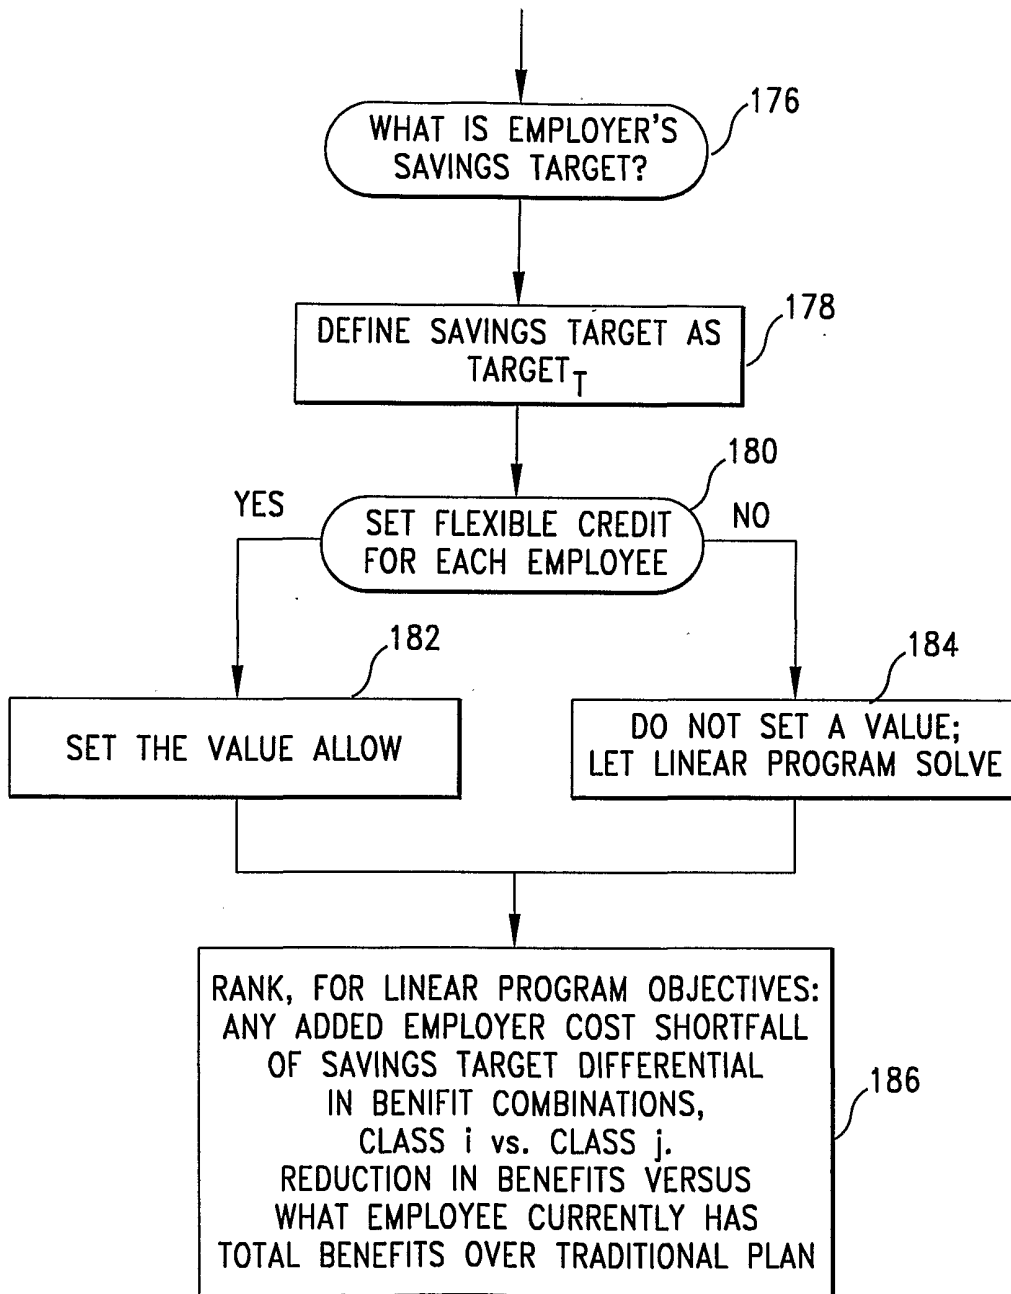 176
WHAT IS EMPLOYER'S
SAVINGS TARGET?
178
DEFINE SAVINGS TARGET AS
TARGET_T
180
YES
SET FLEXIBLE CREDIT
FOR EACH EMPLOYEE
NO
182
SET THE VALUE ALLOW
184
DO NOT SET A VALUE;
LET LINEAR PROGRAM SOLVE
RANK, FOR LINEAR PROGRAM OBJECTIVES:
ANY ADDED EMPLOYER COST SHORTFALL
OF SAVINGS TARGET DIFFERENTIAL
IN BENIFIT COMBINATIONS,
CLASS i vs. CLASS j.
REDUCTION IN BENEFITS VERSUS
WHAT EMPLOYEE CURRENTLY HAS
TOTAL BENEFITS OVER TRADITIONAL PLAN
186